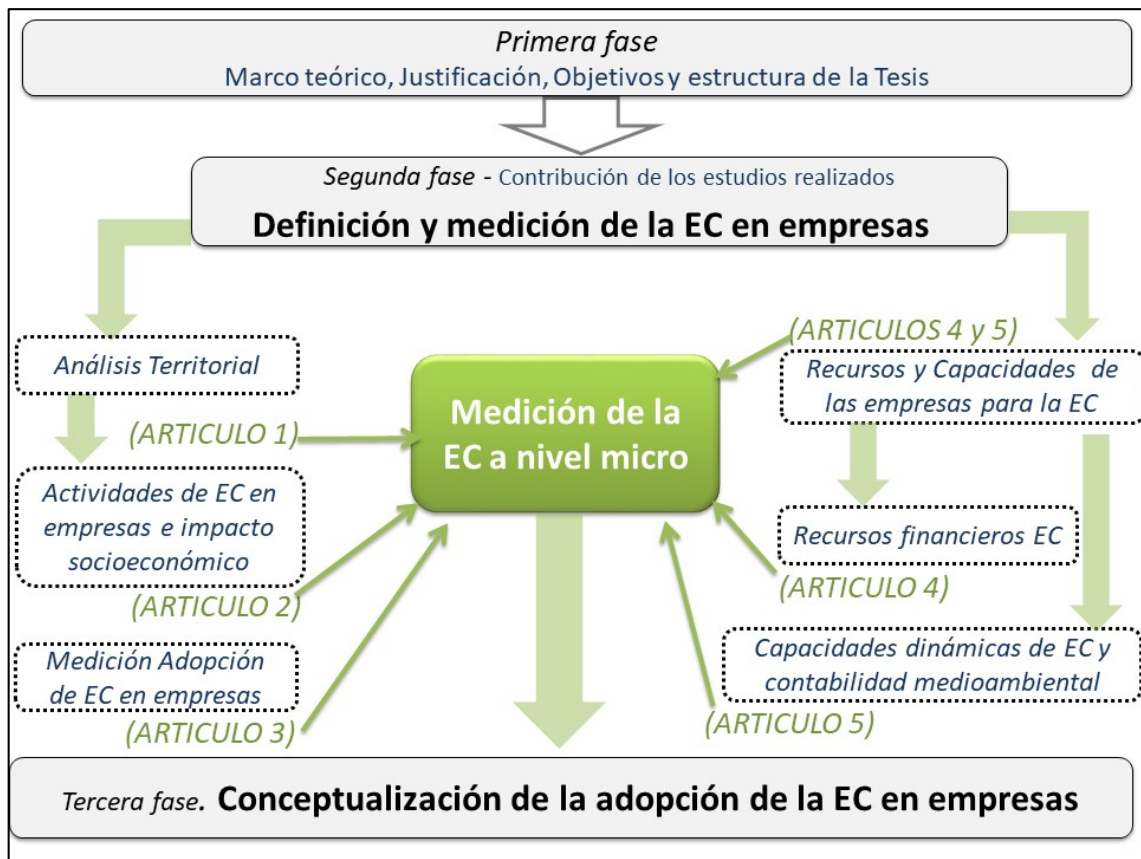 Primera fase
Marco teórico, Justificación, Objetivos y estructura de la Tesis
Segunda fase - Contribución de los estudios realizados
Definición y medición de la EC en empresas
Análisis Territorial
(ARTICULO 1)
Actividades de EC en
empresas e impacto
socioeconómico
(ARTICULO 2)
Medición Adopción
de EC en empresas
(ARTICULO 3)
Medición de la
EC a nivel micro
(ARTICULOS 4 y 5)
Recursos y Capacidades de
las empresas para la EC
Recursos financieros EC
(ARTICULO 4)
Capacidades dinámicas de EC y
contabilidad medioambiental
(ARTICULO 5)
Tercera fase. Conceptualización de la adopción de la EC en empresas